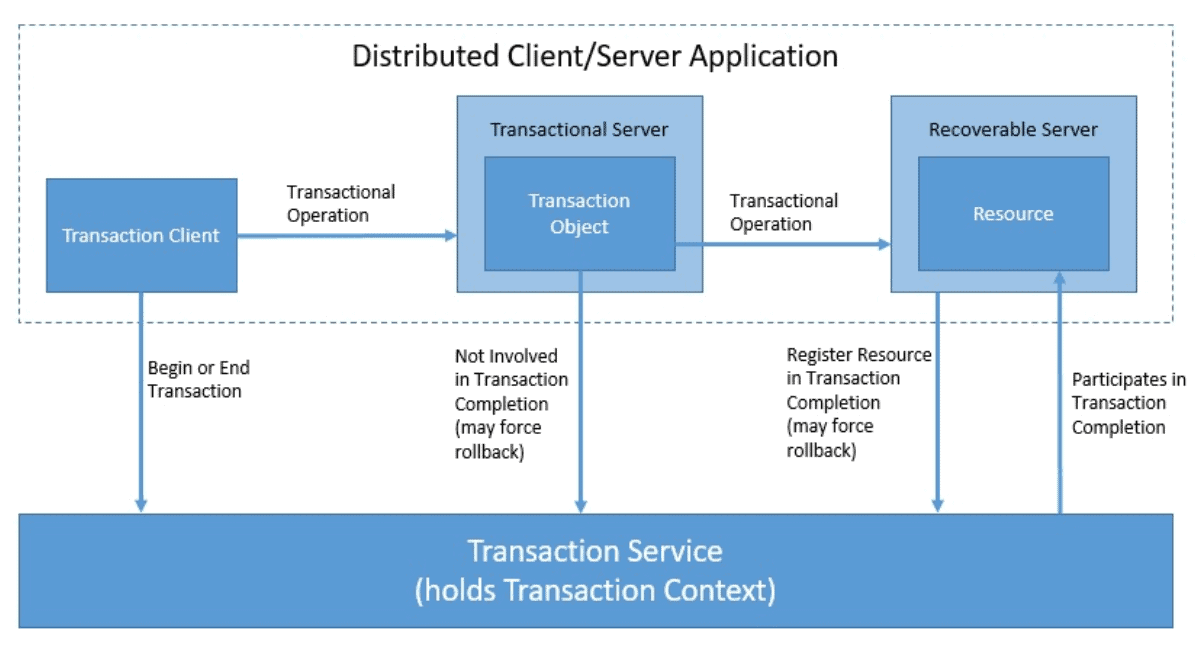 Distributed Client/Server Application
Transactional Server
Recoverable Server
Transaction Client
Transactional
Operation
Transaction
Object
Transactional
Operation
Resource
Begin or End
Transaction
Not Involved
in Transaction
Completion
(may force
rollback)
Register Resource
in Transaction
Completion
(may force
rollback)
Participates in
Transaction
Completion
Transaction Service
(holds Transaction Context)